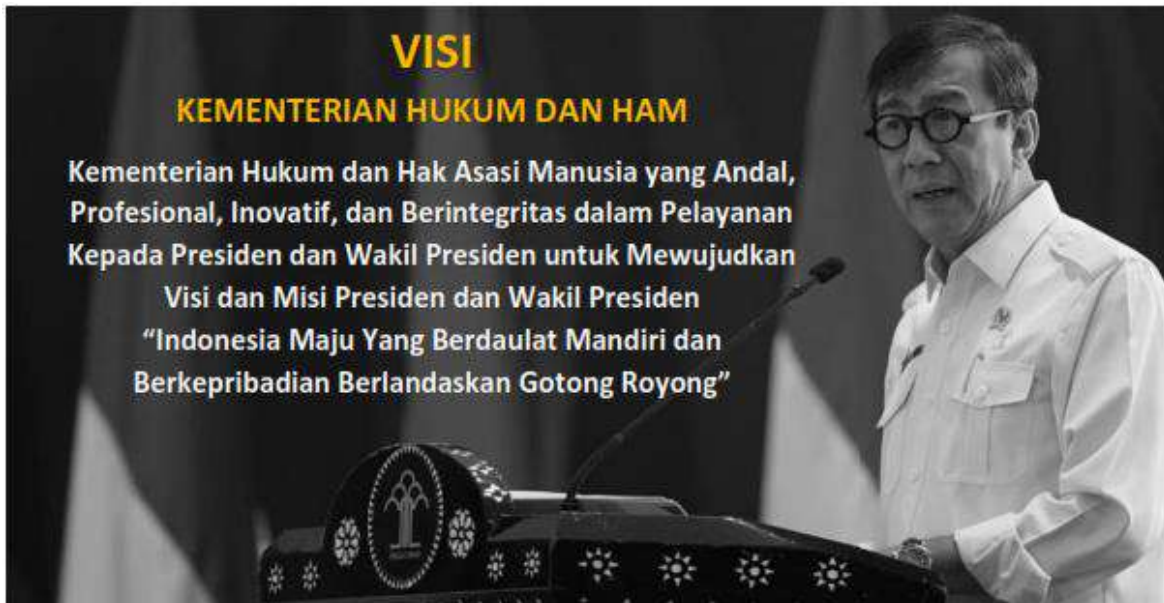 VISI
KEMENTERIAN HUKUM DAN HAM
Kementerian Hukum dan Hak Asasi Manusia yang Andal,
Profesional, Inovatif, dan Berintegritas dalam Pelayanan
Kepada Presiden dan Wakil Presiden untuk Mewujudkan
Visi dan Misi Presiden dan Wakil Presiden
“Indonesia Maju Yang Berdaulat Mandiri dan
Berkepribadian Berlandaskan Gotong Royong”